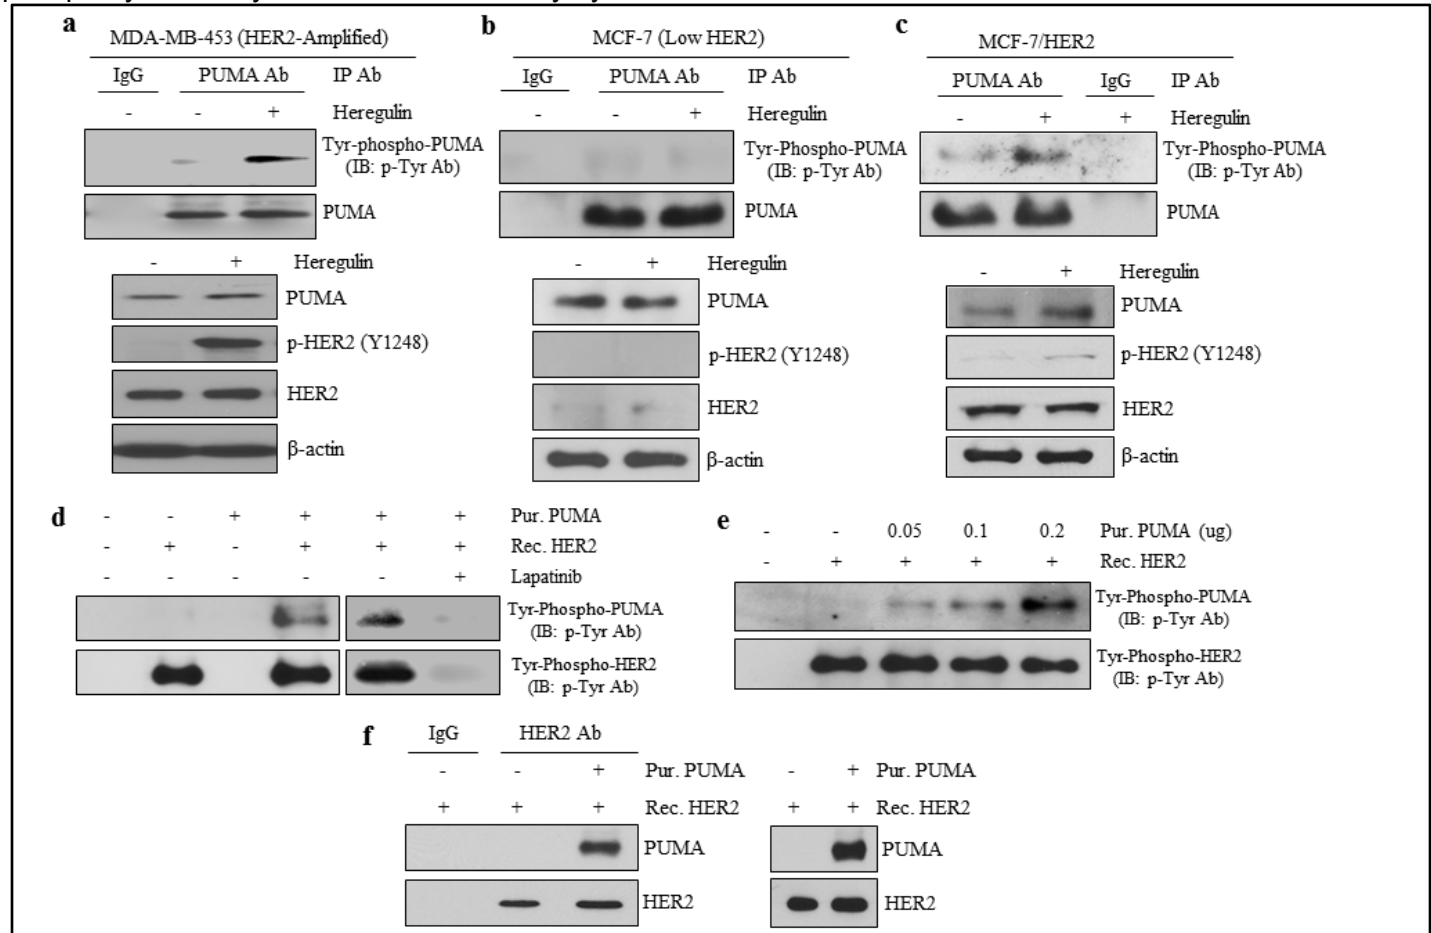 a
MDA-MB-453 (HER2-Amplified)
IgG PUMA Ab IP Ab
- - + Heregulin
Tyr-phospho-PUMA
(IB: p-Tyr Ab)
PUMA
- + Heregulin
PUMA
p-HER2 (Y1248)
HER2
β-actin
b
MCF-7 (Low HER2)
IgG PUMA Ab IP Ab
- - + Heregulin
Tyr-Phospho-PUMA
(IB: p-Tyr Ab)
PUMA
- + Heregulin
PUMA
p-HER2 (Y1248)
HER2
β-actin
c
MCF-7/HER2
PUMA Ab IgG IP Ab
- + + Heregulin
Tyr-Phospho-PUMA
(IB: p-Tyr Ab)
PUMA
- + Heregulin
PUMA
p-HER2 (Y1248)
HER2
β-actin
d
- - + + + + Pur. PUMA
- + - + + + Rec. HER2
- - - - - + Lapatinib
Tyr-Phospho-PUMA
(IB: p-Tyr Ab)
Tyr-Phospho-HER2
(IB: p-Tyr Ab)
e
- - 0.05 0.1 0.2 Pur. PUMA (ug)
- + + + + Rec. HER2
Tyr-Phospho-PUMA
(IB: p-Tyr Ab)
Tyr-Phospho-HER2
(IB: p-Tyr Ab)
f
IgG HER2 Ab
- - + Pur. PUMA
+ + + Rec. HER2
PUMA
HER2
- + Pur. PUMA
+ + Rec. HER2
PUMA
HER2